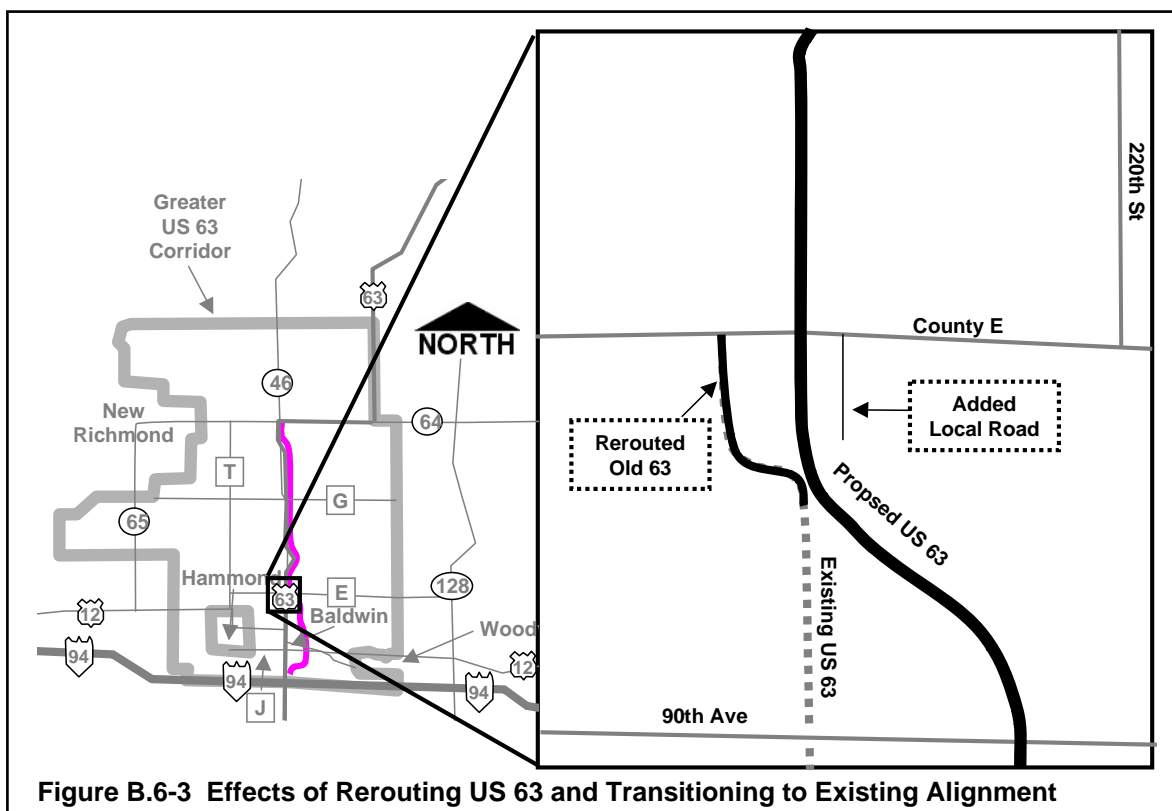 Greater
US 63
Corridor
63
NORTH
46
New
Richmond
64
T
65
G
Hammond
128
63
E
12
Baldwin
Wood
94
94
12
94
J
220th St
County E
Rerouted
Old 63
Added
Local Road
Propsed US 63
Existing US 63
90th Ave
Figure B.6-3 Effects of Rerouting US 63 and Transitioning to Existing Alignment